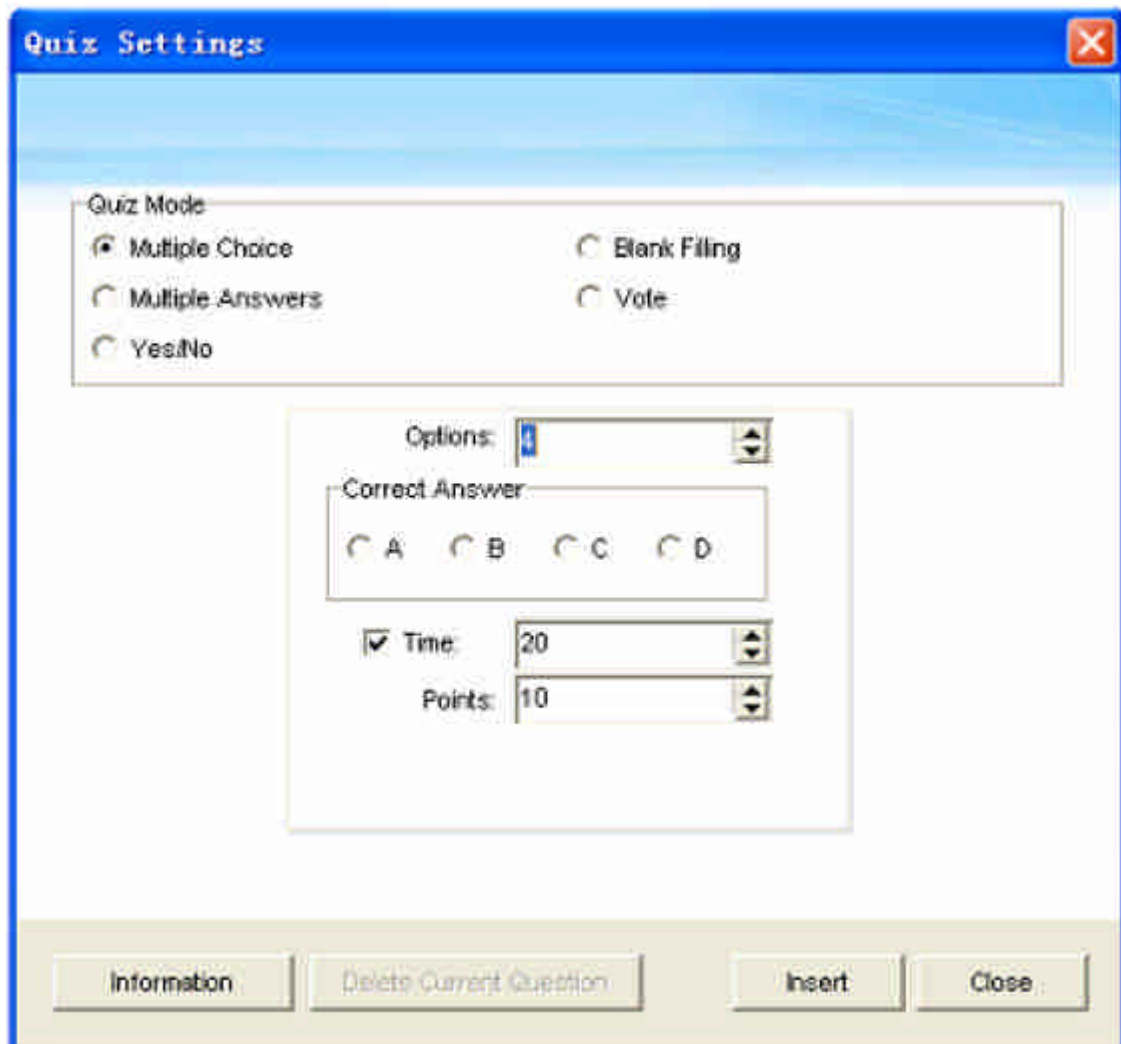 Quiz Settings
Quiz Mode
Multiple Choice
Blank Filling
Multiple Answers
Vote
Yes/No
Options: 4
Correct Answer
A B C D
Time: 20
Points: 10
Information Delete Current Question Insert Close